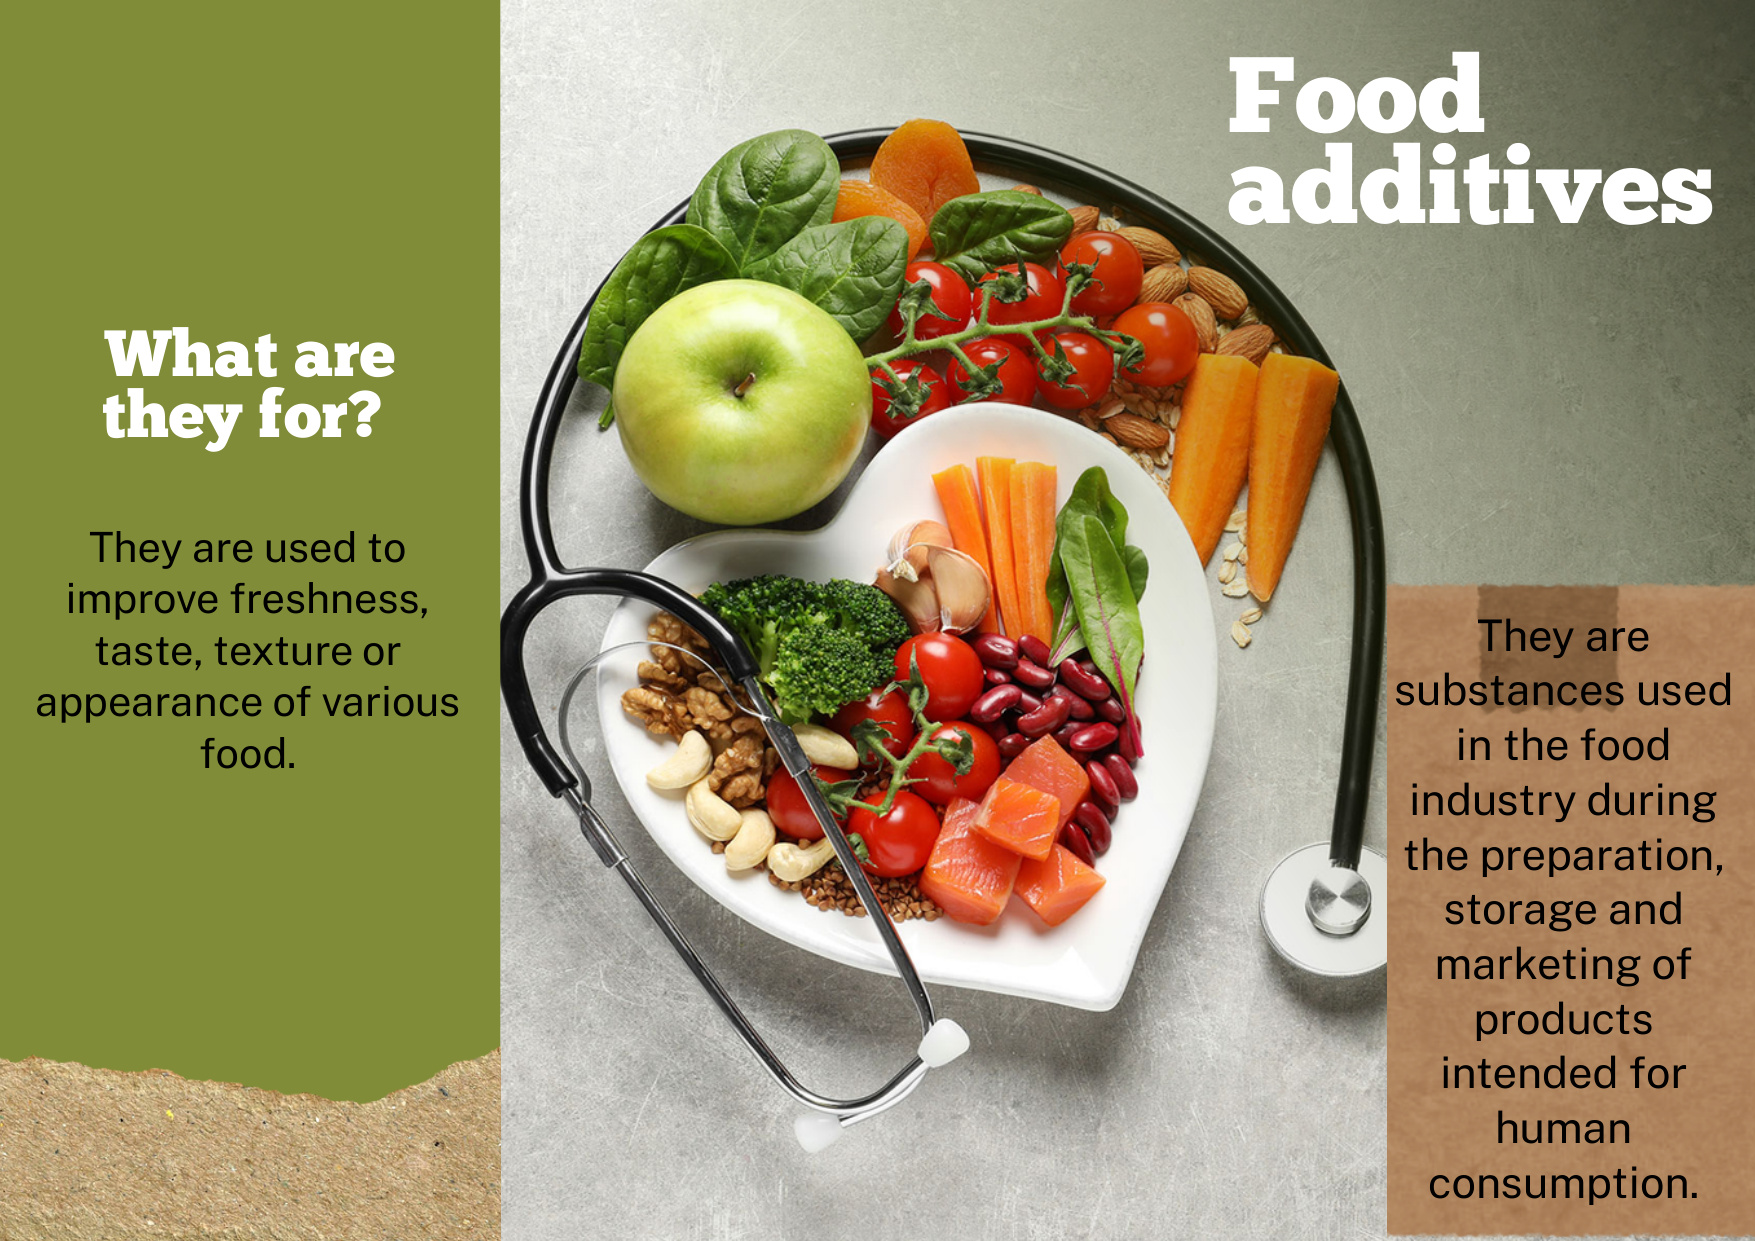 Food
additives
What are
they for?
They are used to
improve freshness,
taste, texture or
appearance of various
food.
They are
substances used
in the food
industry during
the preparation,
storage and
marketing of
products
intended for
human
consumption.